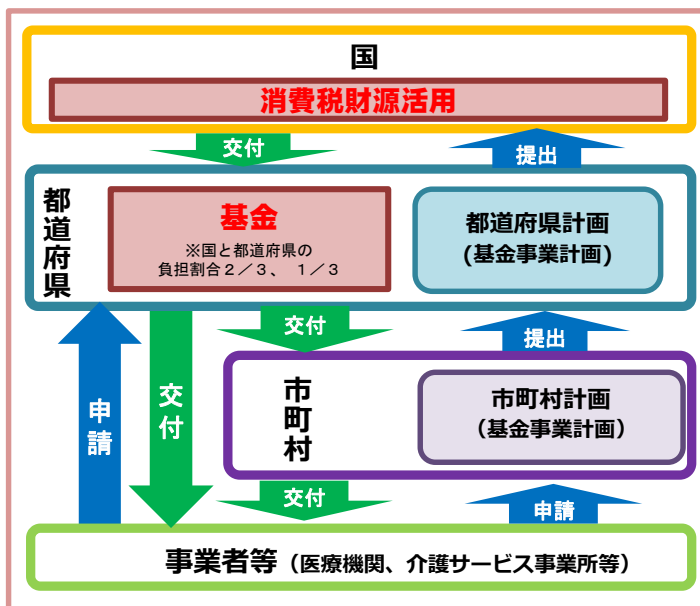 国
消費税財源活用
交付
提出
都道府県
基金
※国と都道府県の
負担割合2/3、 1/3
都道府県計画
(基金事業計画)
申請
交付
交付
提出
市町村
市町村計画
(基金事業計画)
交付
申請
事業者等(医療機関、介護サービス事業所等)